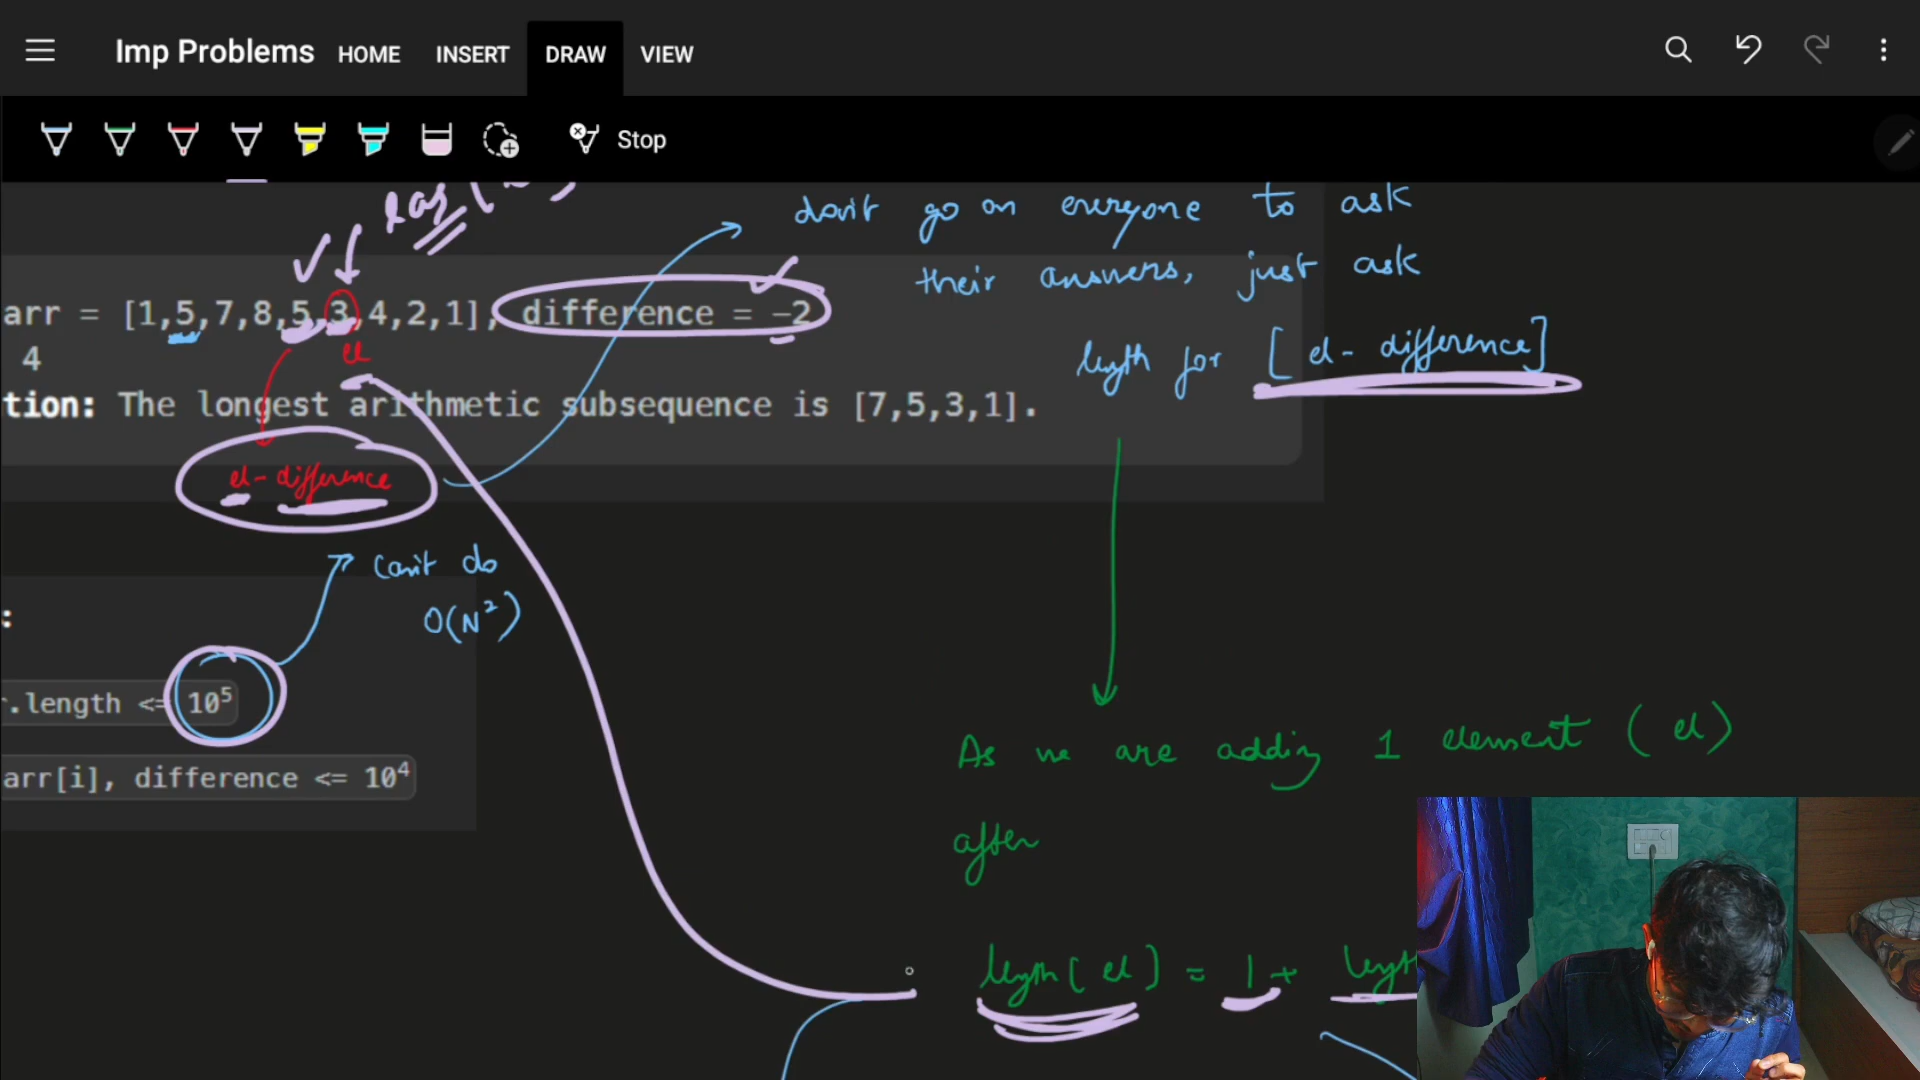 Imp Problems HOME INSERT DRAW VIEW
Stop
don't go on everyone to ask
their answers, just ask
arr = [1,5,7,8,5,3,4,2,1], difference = -2
4
el
length for [el - difference]
tion: The longest arithmetic subsequence is [7,5,3,1].
el - difference
can't do
O(N²)
:
r.length <= 10⁵
arr[i], difference <= 10⁴
As we are adding 1 element (el)
after
length[el] = 1 +